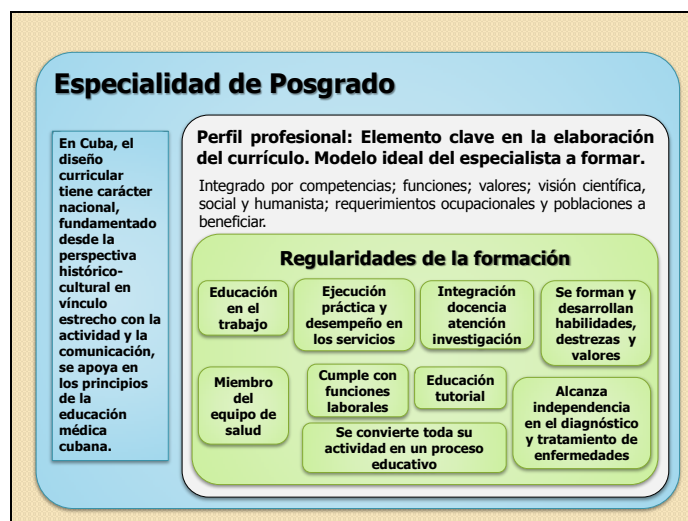 Especialidad de Posgrado
En Cuba, el
diseño
curricular
tiene carácter
nacional,
fundamentado
desde la
perspectiva
histórico-
cultural en
vínculo
estrecho con la
actividad y la
comunicación,
se apoya en
los principios
de la
educación
médica
cubana.
Perfil profesional: Elemento clave en la elaboración
del currículo. Modelo ideal del especialista a formar.
Integrado por competencias; funciones; valores; visión científica,
social y humanista; requerimientos ocupacionales y poblaciones a
beneficiar.
Regularidades de la formación
Educación
en el
trabajo
Ejecución
práctica y
desempeño en
los servicios
Integración
docencia
atención
investigación
Se forman y
desarrollan
habilidades,
destrezas y
valores
Miembro
del
equipo de
salud
Cumple con
funciones
laborales
Educación
tutorial
Alcanza
independencia
en el diagnóstico
y tratamiento de
enfermedades
Se convierte toda su
actividad en un proceso
educativo